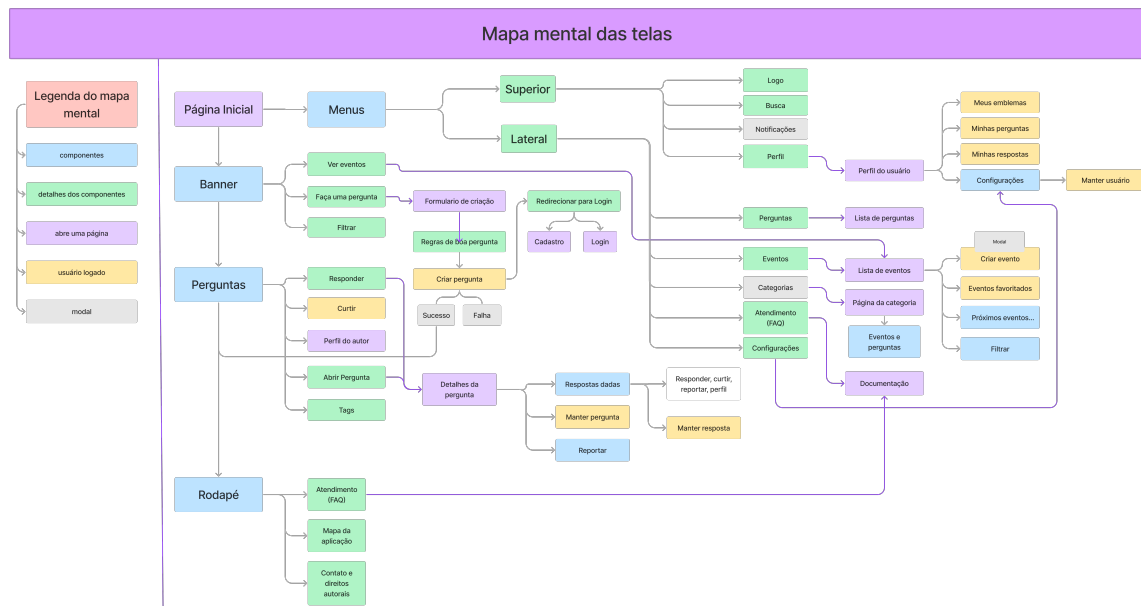 Mapa mental das telas
Legenda do mapa
mental
componentes
detalhes dos componentes
abre uma página
usuário logado
modal
Página Inicial
Menus
Superior
Lateral
Logo
Busca
Notificações
Perfil
Perfil do usuário
Meus emblemas
Minhas perguntas
Minhas respostas
Configurações
Manter usuário
Banner
Ver eventos
Faça uma pergunta
Filtrar
Formulario de criação
Regras de boa pergunta
Criar pergunta
Sucesso
Falha
Redirecionar para Login
Cadastro
Login
Perguntas
Lista de perguntas
Eventos
Lista de eventos
Modal
Criar evento
Eventos favoritados
Próximos eventos...
Filtrar
Categorias
Página da categoria
Eventos e
perguntas
Atendimento
(FAQ)
Configurações
Documentação
Perguntas
Responder
Curtir
Perfil do autor
Abrir Pergunta
Tags
Detalhes da
pergunta
Respostas dadas
Manter pergunta
Reportar
Responder, curtir,
reportar, perfil
Manter resposta
Rodapé
Atendimento
(FAQ)
Mapa da
aplicação
Contato e
direitos
autorais